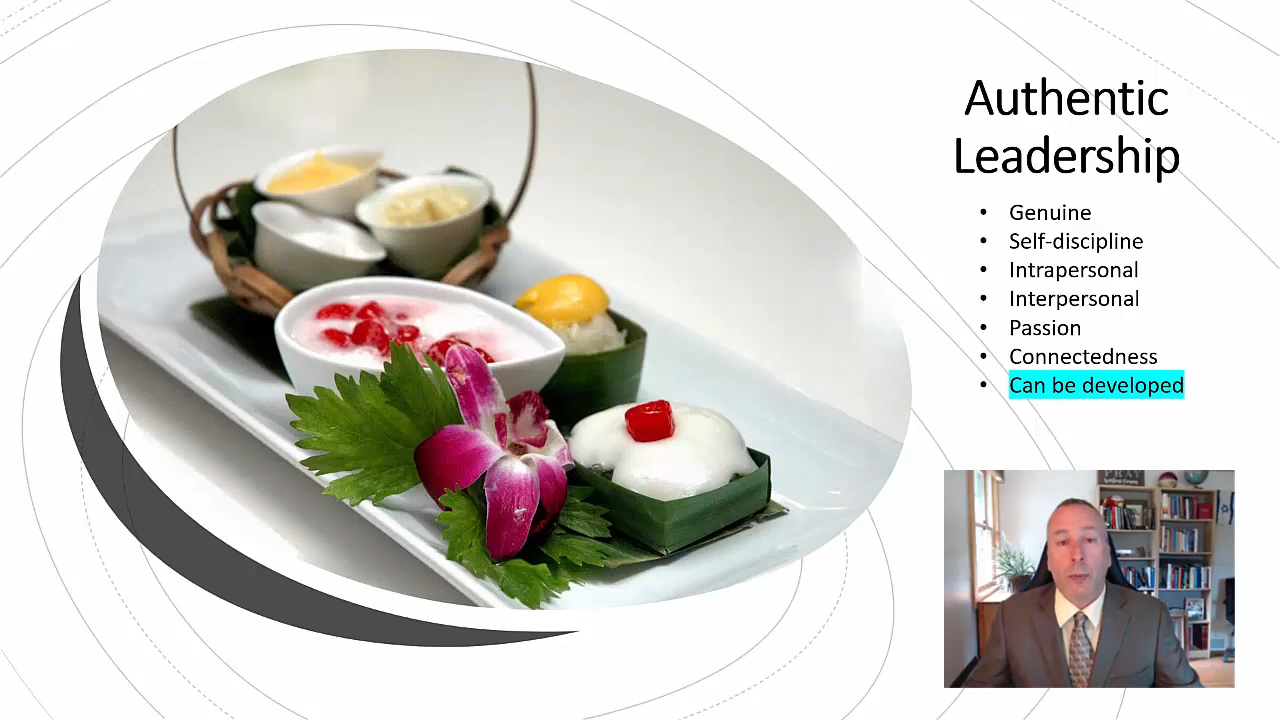 Authentic
Leadership
• Genuine
• Self-discipline
• Intrapersonal
• Interpersonal
• Passion
• Connectedness
• Can be developed